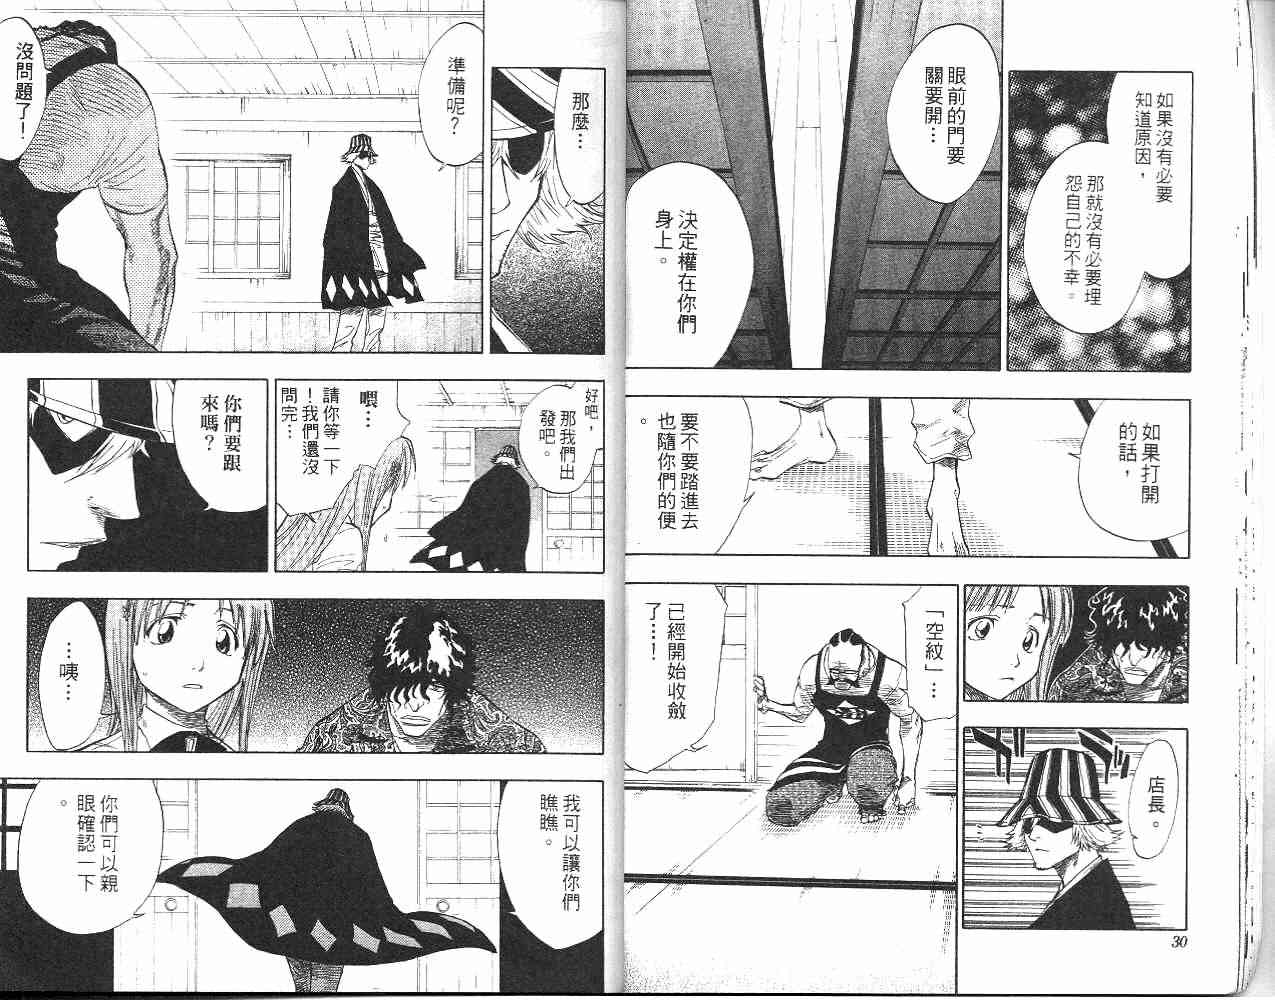 如果沒有必要
知道原因，
那就沒有必要埋
怨自己的不幸。
眼前的門要
關要開…
決定權在你們
身上。
如果打開
的話，
要不要踏進去
也隨你們的便
。
店長。
「空紋」…
已經開始收斂
了…！
30
那麼…
準備呢？
沒問題了！
好吧，
那我們出
發吧。
喂…
請你等一下
！我們還沒
問完…
你們要跟
來嗎？
…咦…
我可以讓你們
瞧瞧。
你們可以親
眼確認一下
。